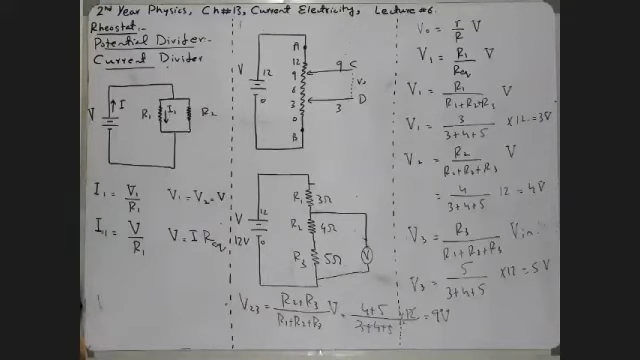 2nd Year Physics, Ch#13, Current Electricity, Lecture #6.
Rheostat:-
Potential Divider
Current Divider
V
I
R1
I1
R2
I1 = V1/R1
V1 = V2 = V
I1 = V/R1
V = I Req
V
12
0
A
12
9
6
3
0
B
9 C
V0
3 D
V
12
12V
0
R1 3Ω
R2 4Ω
R3 5Ω
V
V23 = (R2+R3)/(R1+R2+R3) V = (4+5)/(3+4+5) ×12 = 9V
V0 = r/R V
V1 = R1/Req V
V1 = R1/(R1+R2+R3) V
V1 = 3/(3+4+5) ×12 = 3V
V2 = R2/(R1+R2+R3) V
= 4/(3+4+5) 12 = 4V
V3 = R3/(R1+R2+R3) Vin
V3 = 5/(3+4+5) ×12 = 5V